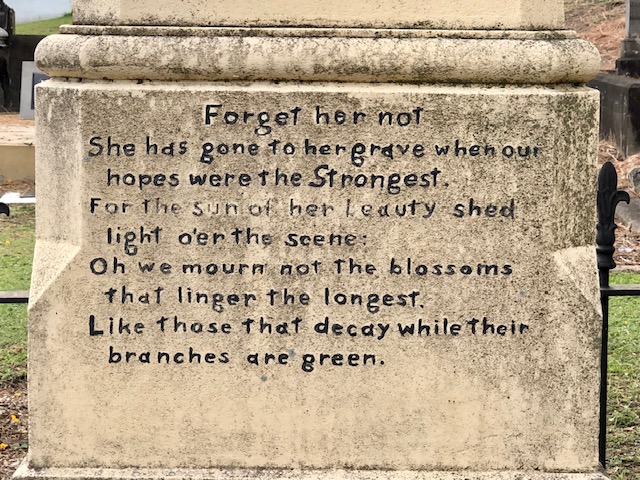 Forget her not
She has gone to her grave when our
hopes were the Strongest.
For the sun of her beauty shed
light o'er the scene:
Oh we mourn not the blossoms
that linger the longest.
Like those that decay while their
branches are green.